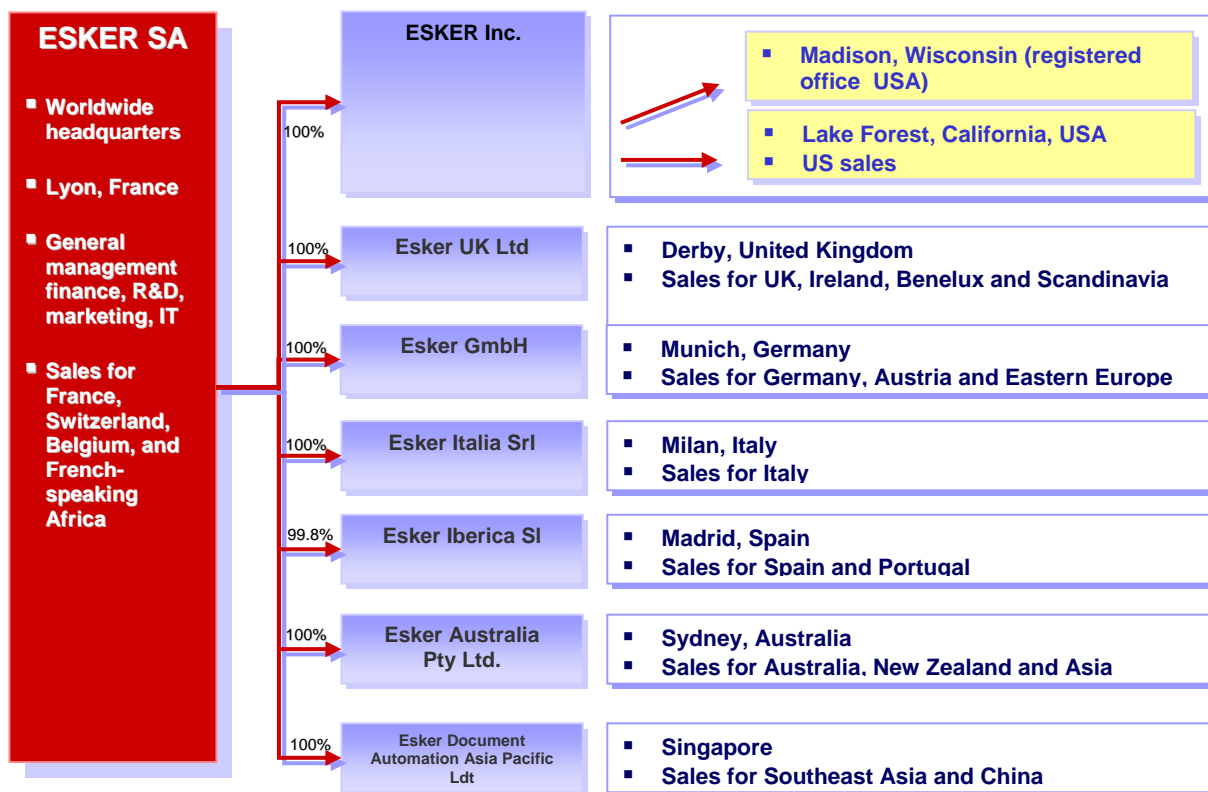 ESKER SA
▪ Worldwide
headquarters
▪ Lyon, France
▪ General
management
finance, R&D,
marketing, IT
▪ Sales for
France,
Switzerland,
Belgium, and
French-
speaking
Africa
100%
ESKER Inc.
▪ Madison, Wisconsin (registered
office USA)
▪ Lake Forest, California, USA
▪ US sales
100%
Esker UK Ltd
▪ Derby, United Kingdom
▪ Sales for UK, Ireland, Benelux and Scandinavia
100%
Esker GmbH
▪ Munich, Germany
▪ Sales for Germany, Austria and Eastern Europe
100%
Esker Italia Srl
▪ Milan, Italy
▪ Sales for Italy
99.8%
Esker Iberica Sl
▪ Madrid, Spain
▪ Sales for Spain and Portugal
100%
Esker Australia
Pty Ltd.
▪ Sydney, Australia
▪ Sales for Australia, New Zealand and Asia
100%
Esker Document
Automation Asia Pacific
Ldt
▪ Singapore
▪ Sales for Southeast Asia and China